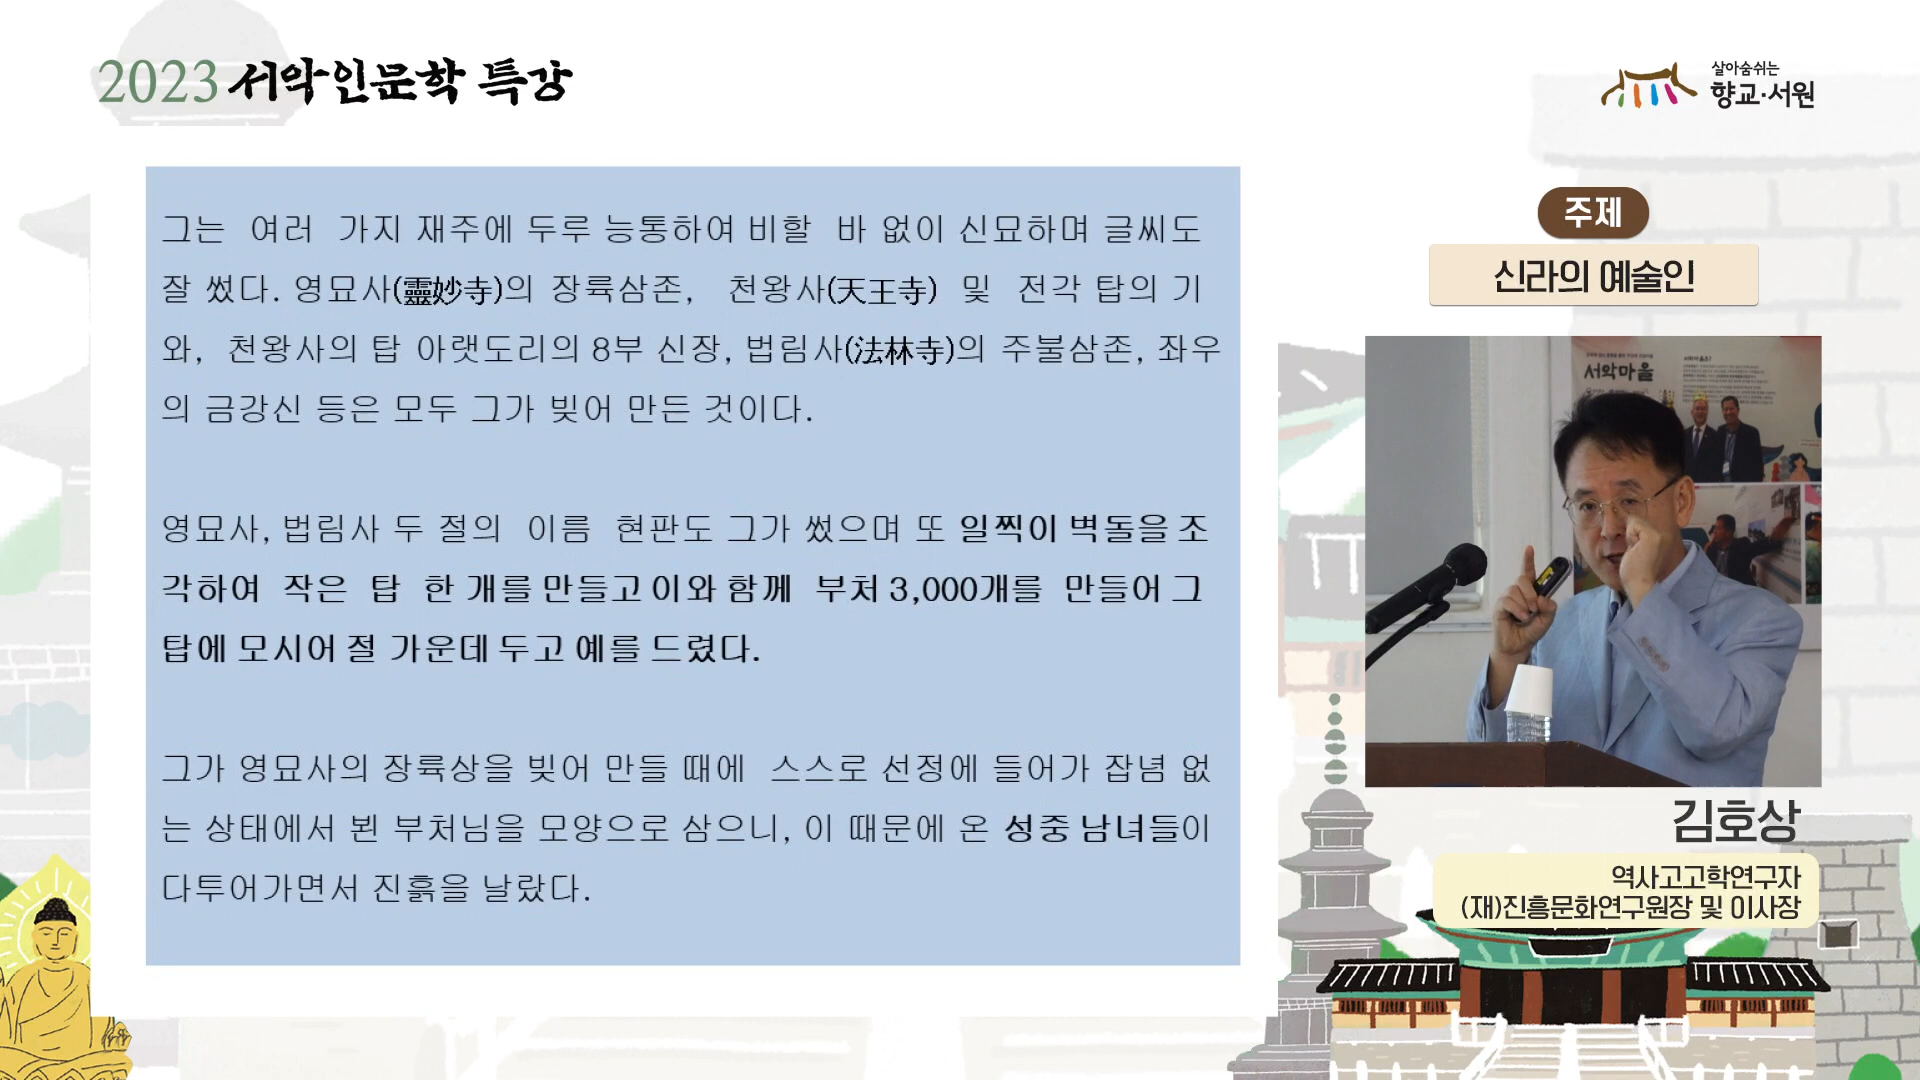 2023 서악인문학 특강
살아숨쉬는
향교·서원
그는 여러 가지 재주에 두루 능통하여 비할 바 없이 신묘하며 글씨도
잘 썼다. 영묘사(靈妙寺)의 장륙삼존, 천왕사(天王寺) 및 전각 탑의 기
와, 천왕사의 탑 아랫도리의 8부 신장, 법림사(法林寺)의 주불삼존, 좌우
의 금강신 등은 모두 그가 빚어 만든 것이다.
영묘사, 법림사 두 절의 이름 현판도 그가 썼으며 또 일찍이 벽돌을 조
각하여 작은 탑 한 개를 만들고 이와 함께 부처 3,000개를 만들어 그
탑에 모시어 절 가운데 두고 예를 드렸다.
그가 영묘사의 장륙상을 빚어 만들 때에 스스로 선정에 들어가 잡념 없
는 상태에서 뵌 부처님을 모양으로 삼으니, 이 때문에 온 성중 남녀들이
다투어가면서 진흙을 날랐다.
주제
신라의 예술인
서악마을
김호상
역사고고학연구자
(재)진흥문화연구원장 및 이사장